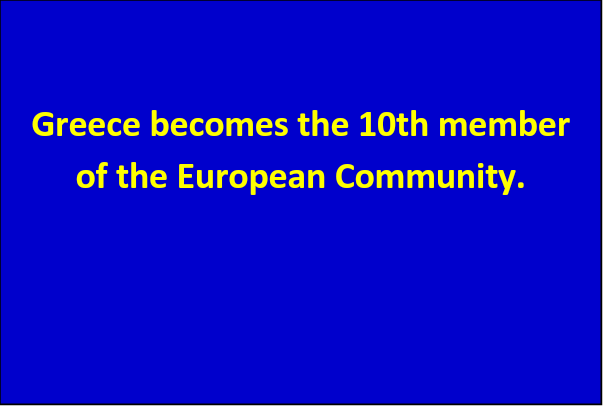 Greece becomes the 10th member
of the European Community.